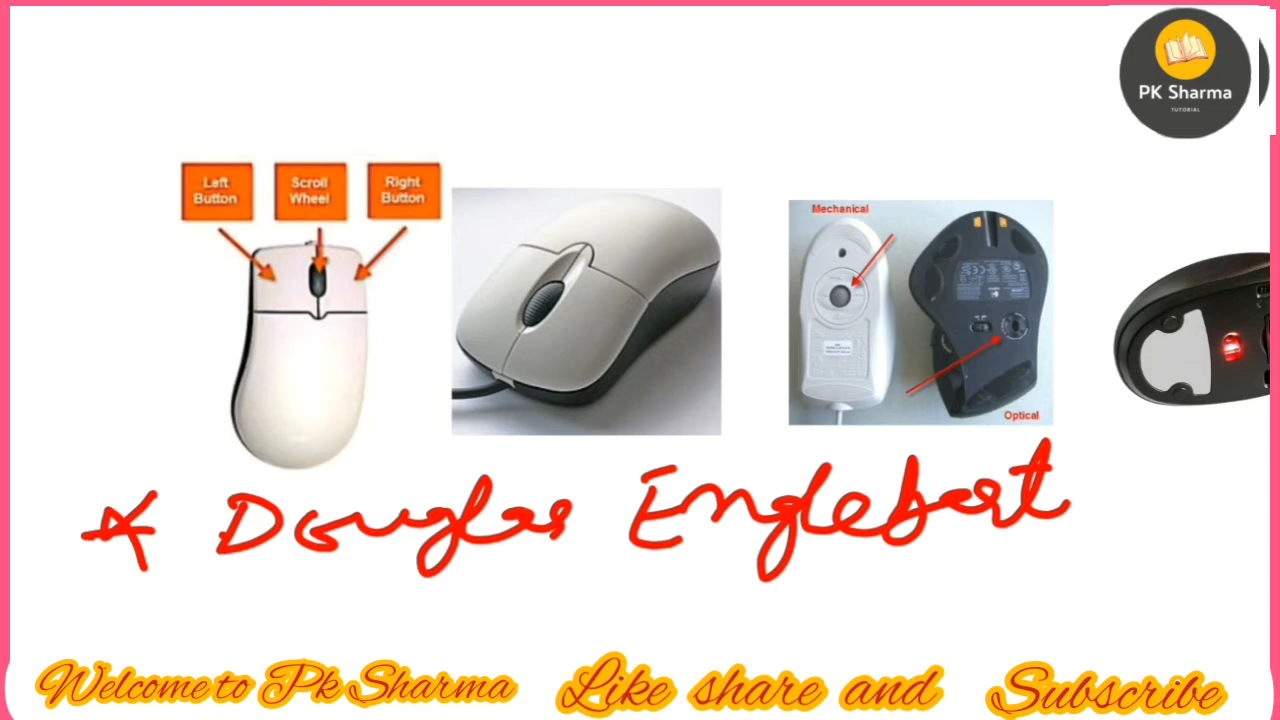 PK Sharma
TUTORIAL
Left Button
Scroll Wheel
Right Button
Mechanical
Optical
Douglas Englebart
Welcome to Pk Sharma Like share and Subscribe